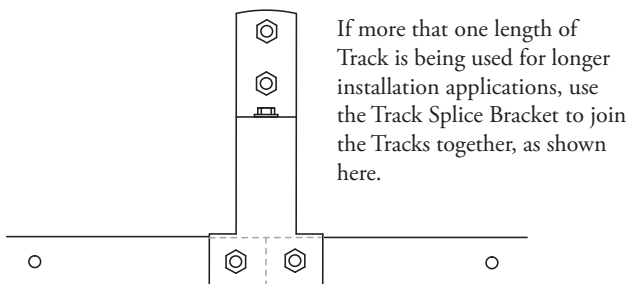 If more that one length of
Track is being used for longer
installation applications, use
the Track Splice Bracket to join
the Tracks together, as shown
here.